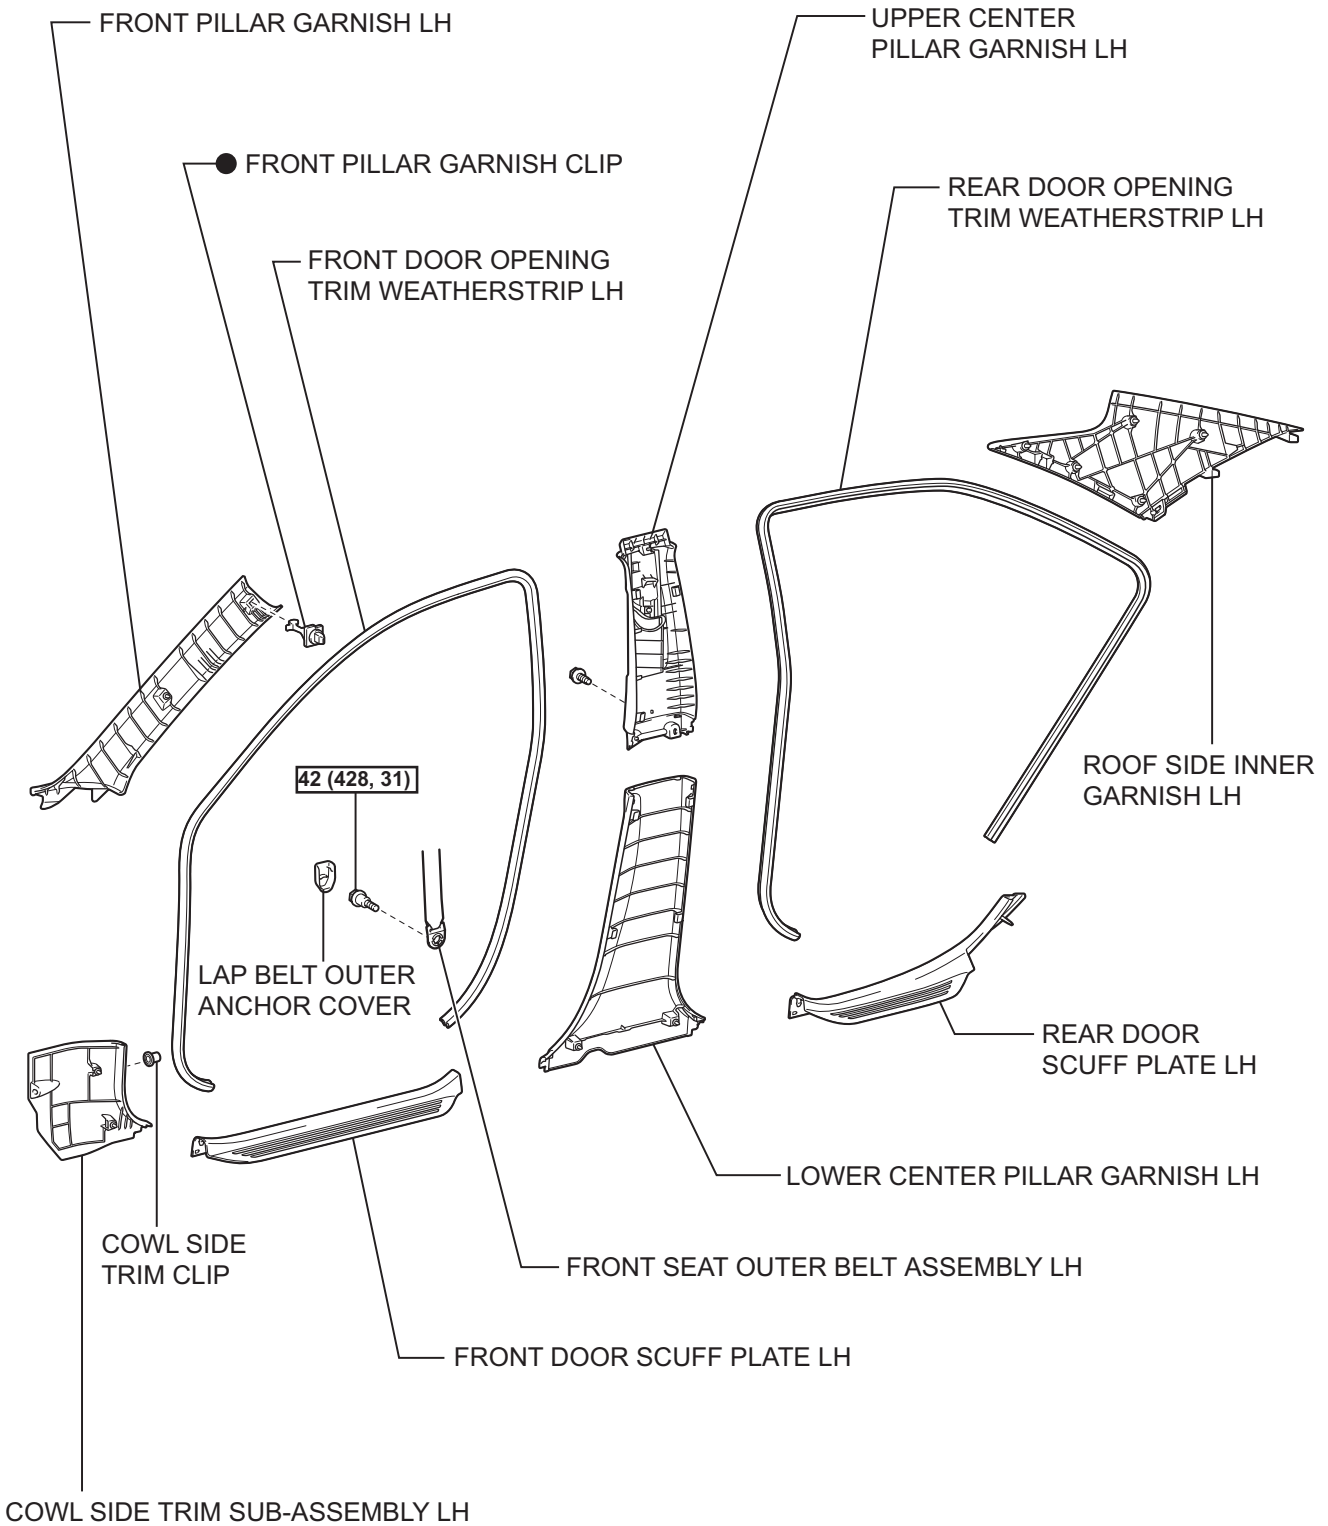 FRONT PILLAR GARNISH LH
UPPER CENTER
PILLAR GARNISH LH
FRONT PILLAR GARNISH CLIP
REAR DOOR OPENING
TRIM WEATHERSTRIP LH
FRONT DOOR OPENING
TRIM WEATHERSTRIP LH
ROOF SIDE INNER
GARNISH LH
42 (428, 31)
LAP BELT OUTER
ANCHOR COVER
REAR DOOR
SCUFF PLATE LH
LOWER CENTER PILLAR GARNISH LH
COWL SIDE
TRIM CLIP
FRONT SEAT OUTER BELT ASSEMBLY LH
FRONT DOOR SCUFF PLATE LH
COWL SIDE TRIM SUB-ASSEMBLY LH